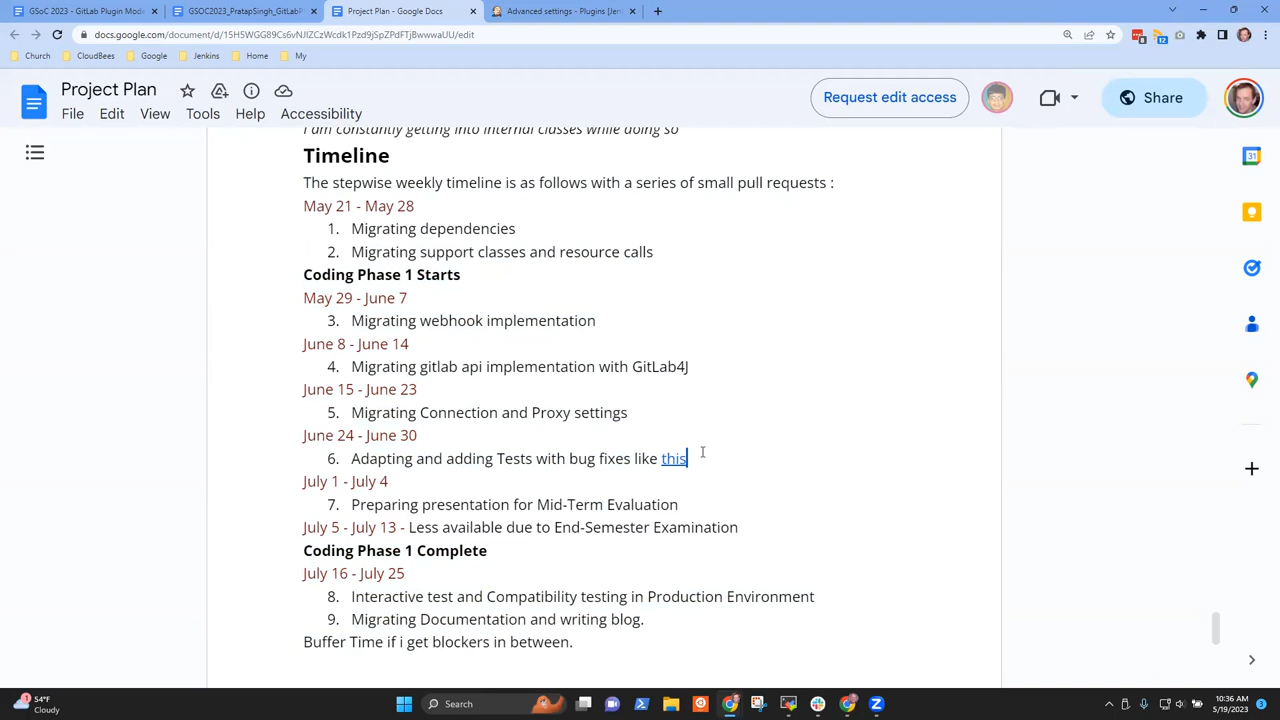 GSoC 2023 - GitLab Plugin Mode
GSOC2023_PratapSingh_GitLabP
Project Plan - Google Docs
Advanced settings - Plugins [Jen
docs.google.com/document/d/15H5WGG89Cs6vNJlZCzWcdk1Pzd9jSpZPdFTjBwwwaUU/edit
Church
CloudBees
Google
Jenkins
Home
My
Project Plan
Request edit access
Share
File Edit View Tools Help Accessibility
31
I am constantly getting into internal classes while doing so
Timeline
The stepwise weekly timeline is as follows with a series of small pull requests :
May 21 - May 28
1. Migrating dependencies
2. Migrating support classes and resource calls
Coding Phase 1 Starts
May 29 - June 7
3. Migrating webhook implementation
June 8 - June 14
4. Migrating gitlab api implementation with GitLab4J
June 15 - June 23
5. Migrating Connection and Proxy settings
June 24 - June 30
6. Adapting and adding Tests with bug fixes like this
July 1 - July 4
7. Preparing presentation for Mid-Term Evaluation
July 5 - July 13 - Less available due to End-Semester Examination
Coding Phase 1 Complete
July 16 - July 25
8. Interactive test and Compatibility testing in Production Environment
9. Migrating Documentation and writing blog.
Buffer Time if i get blockers in between.
54°F
Cloudy
Search
10:36 AM
5/19/2023